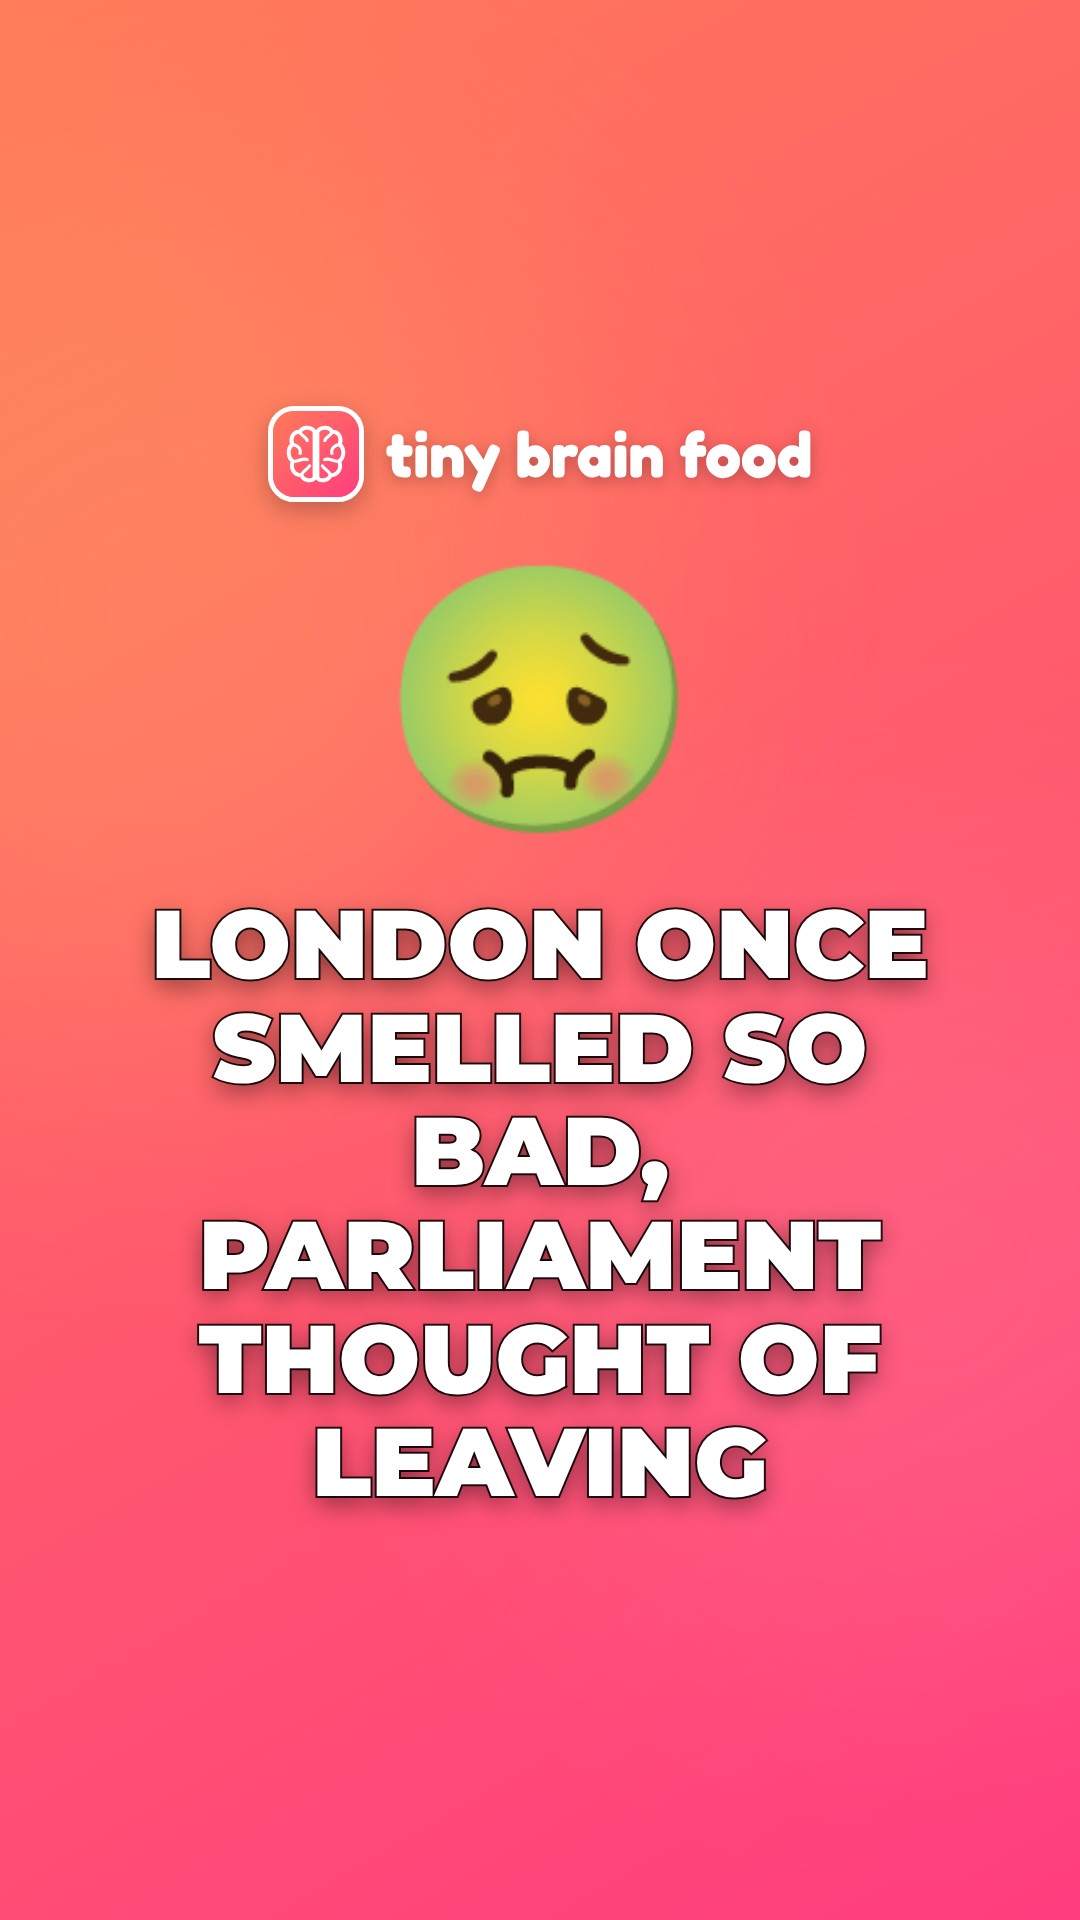 tiny brain food
LONDON ONCE
SMELLED SO
BAD,
PARLIAMENT
THOUGHT OF
LEAVING